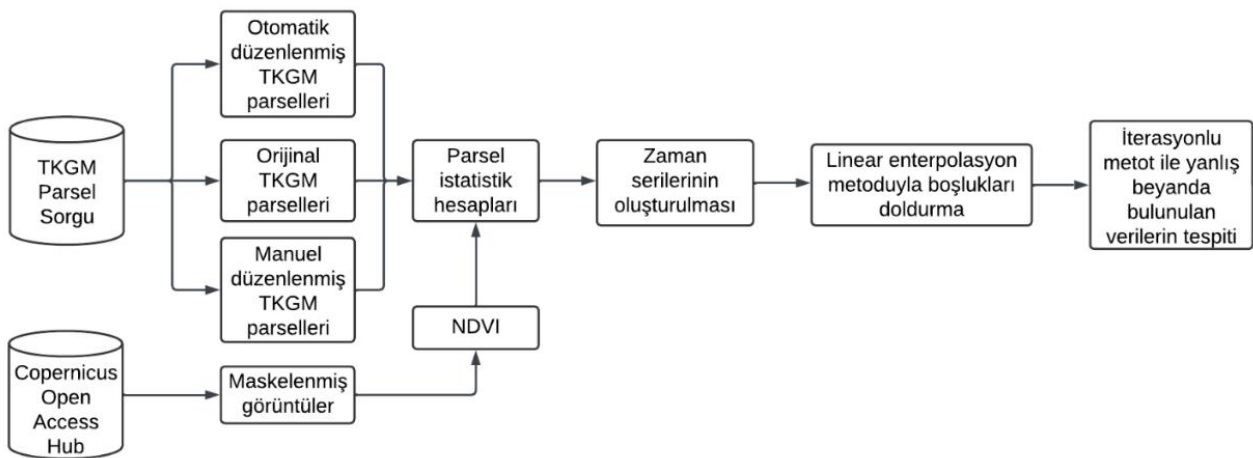 Otomatik
düzenlenmiş
TKGM
parselleri
TKGM
Parsel
Sorgu
Orijinal
TKGM
parselleri
Manuel
düzenlenmiş
TKGM
parselleri
Copernicus
Open
Access
Hub
Maskelenmiş
görüntüler
NDVI
Parsel
istatistik
hesapları
Zaman
serilerinin
oluşturulması
Linear enterpolasyon
metoduyla boşlukları
doldurma
İterasyonlu
metot ile yanlış
beyanda
bulunulan
verilerin tespiti